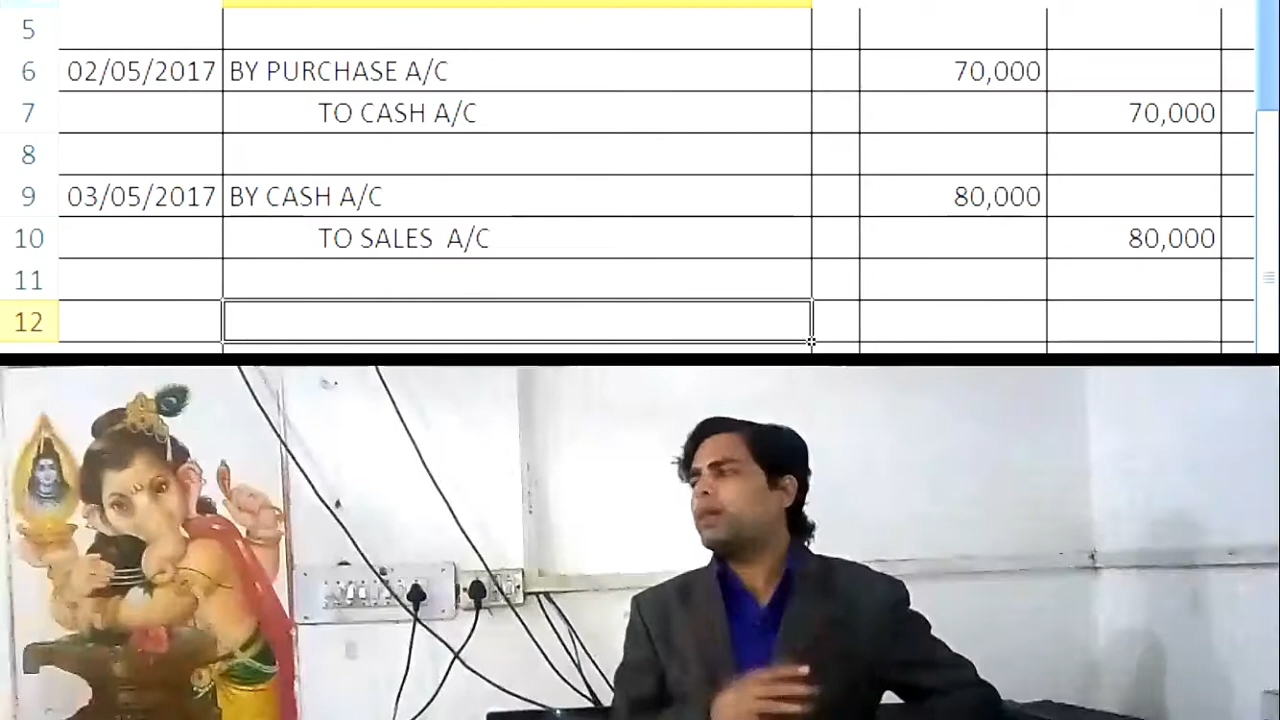 5
6 02/05/2017 BY PURCHASE A/C 70,000
7 TO CASH A/C 70,000
8
9 03/05/2017 BY CASH A/C 80,000
10 TO SALES A/C 80,000
11
12